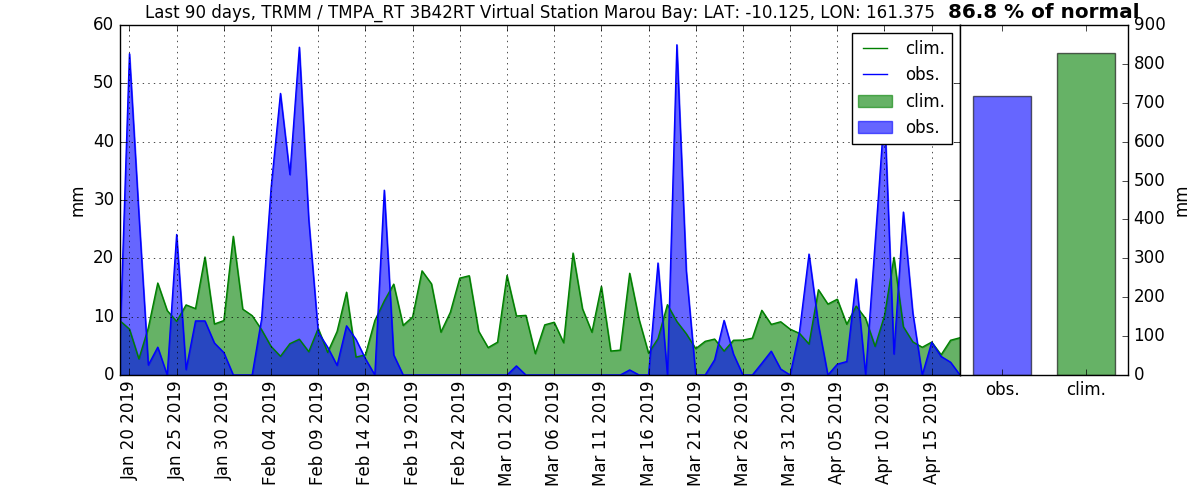 Last 90 days, TRMM / TMPA_RT 3B42RT Virtual Station Marou Bay: LAT: -10.125, LON: 161.375
86.8 % of normal
60
50
40
30
20
10
0
mm
clim.
obs.
clim.
obs.
900
800
700
600
500
400
300
200
100
0
mm
Jan 20 2019
Jan 25 2019
Jan 30 2019
Feb 04 2019
Feb 09 2019
Feb 14 2019
Feb 19 2019
Feb 24 2019
Mar 01 2019
Mar 06 2019
Mar 11 2019
Mar 16 2019
Mar 21 2019
Mar 26 2019
Mar 31 2019
Apr 05 2019
Apr 10 2019
Apr 15 2019
obs.
clim.